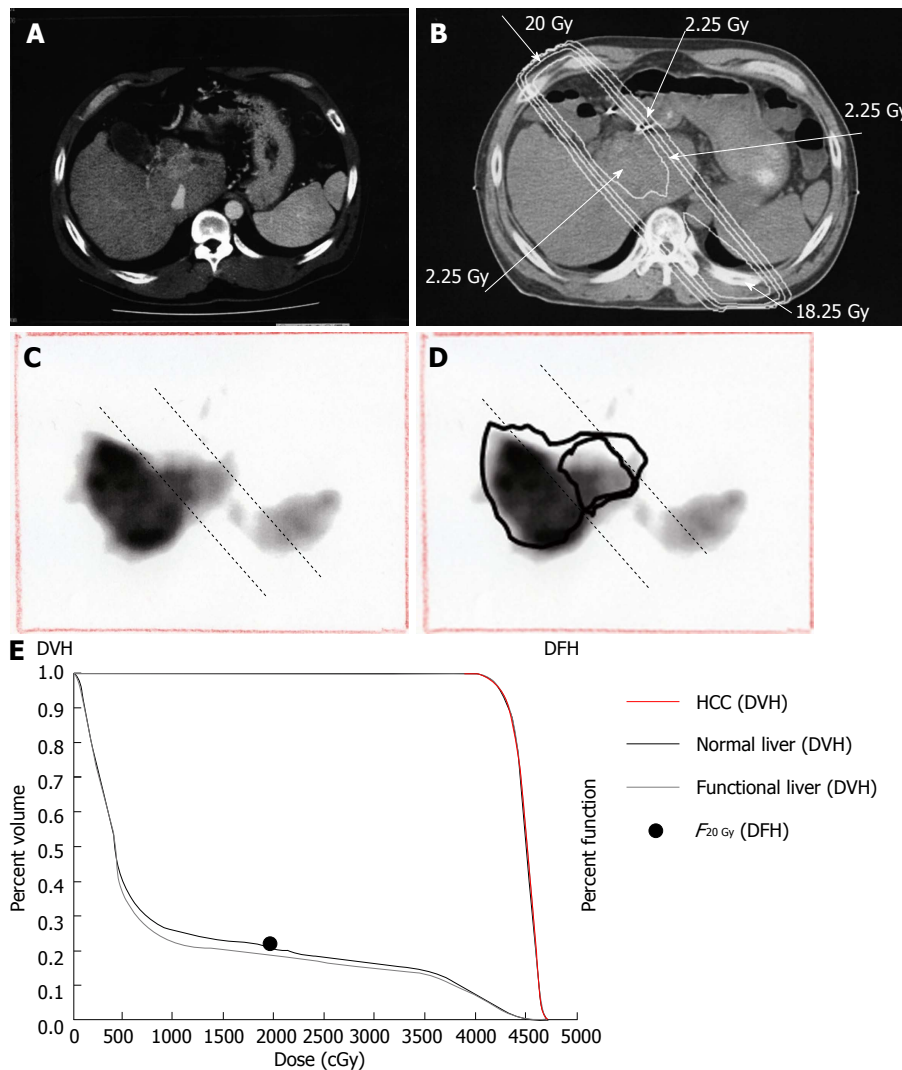 A
B
20 Gy
2.25 Gy
2.25 Gy
2.25 Gy
18.25 Gy
C
D
E
DVH
DFH
1.0
0.9
0.8
0.7
0.6
0.5
0.4
0.3
0.2
0.1
0.0
Percent volume
0 500 1000 1500 2000 2500 3000 3500 4000 4500 5000
Dose (cGy)
Percent function
HCC (DVH)
Normal liver (DVH)
Functional liver (DVH)
F20 Gy (DFH)